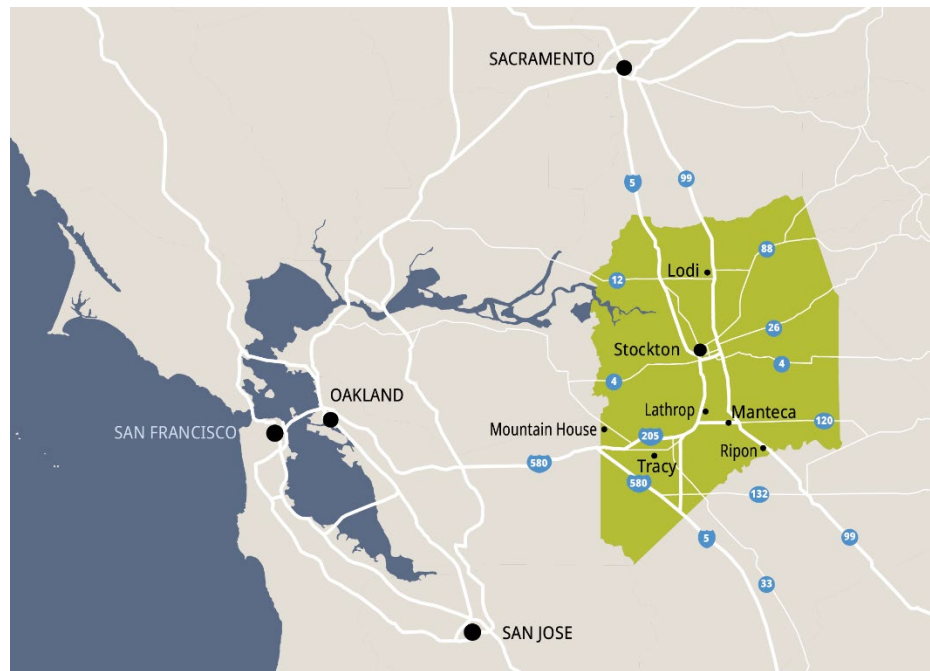 SACRAMENTO
5
99
88
Lodi
12
26
Stockton
4
4
OAKLAND
Lathrop
Manteca
120
SAN FRANCISCO
Mountain House
205
Ripon
580
Tracy
580
132
5
99
33
SAN JOSE